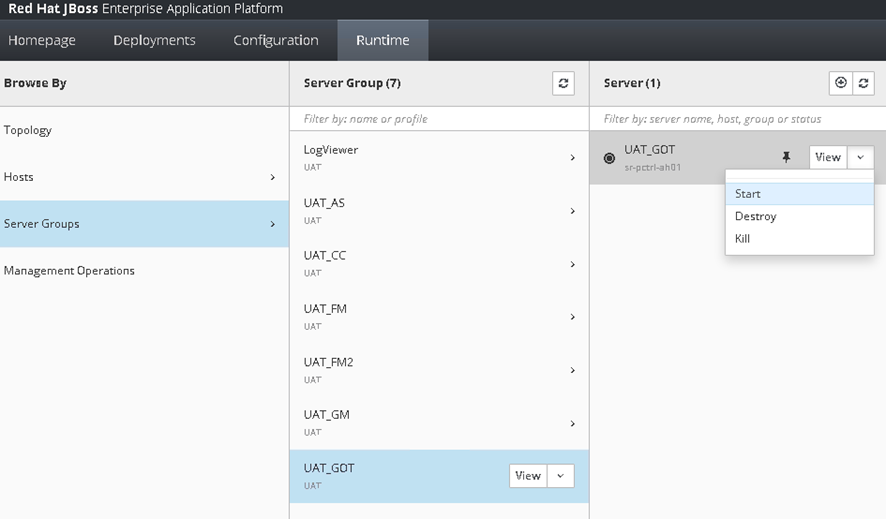 Red Hat JBoss Enterprise Application Platform
Homepage Deployments Configuration Runtime
Browse By
Topology
Hosts
Server Groups
Management Operations
Server Group (7)
Filter by: name or profile
LogViewer
UAT
UAT_AS
UAT
UAT_CC
UAT
UAT_FM
UAT
UAT_FM2
UAT
UAT_GM
UAT
UAT_GOT View
UAT
Server (1)
Filter by: server name, host, group or status
UAT_GOT View
sr-pctrl-ah01
Start
Destroy
Kill